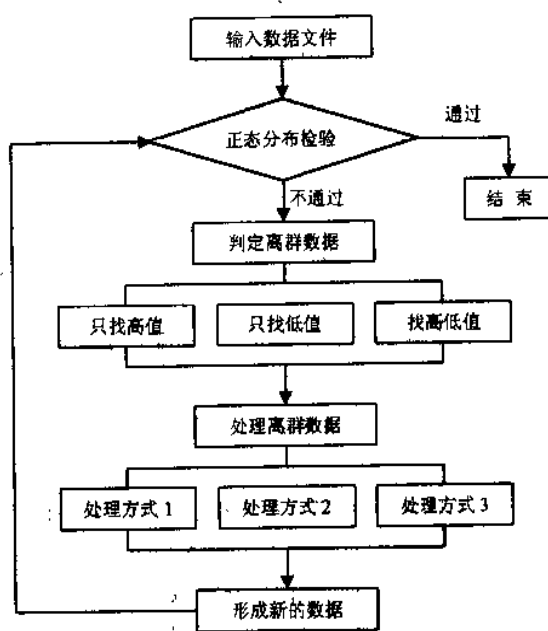 输入数据文件
正态分布检验
通过
结 束
不通过
判定离群数据
只找高值
只找低值
找高低值
处理离群数据
处理方式 1
处理方式 2
处理方式 3
形成新的数据